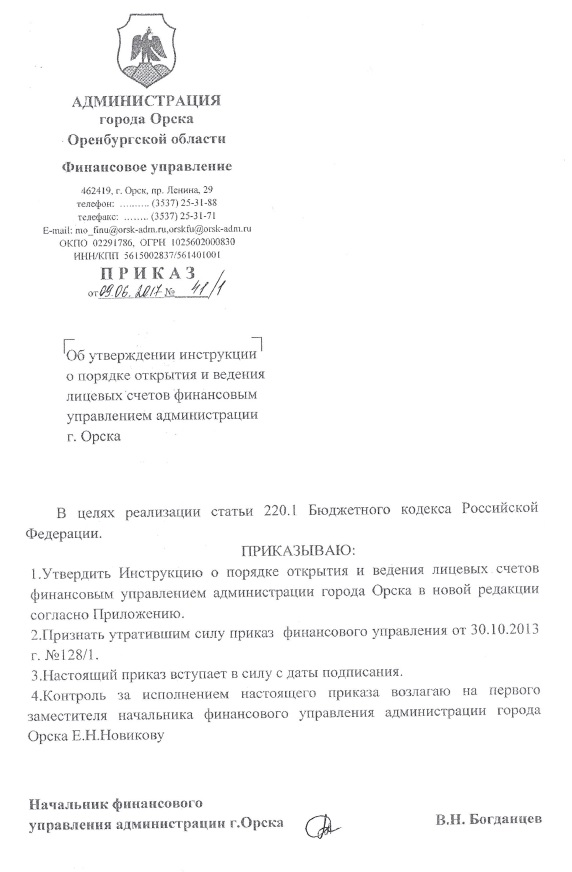 АДМИНИСТРАЦИЯ
города Орска
Оренбургской области
Финансовое управление
462419, г. Орск, пр. Ленина, 29
телефон: .......... (3537) 25-31-88
телефакс: ........ (3537) 25-31-71
E-mail: mo_finu@orsk-adm.ru,orskfu@orsk-adm.ru
ОКПО 02291786, ОГРН 1025602000830
ИНН/КПП 5615002837/561401001
П Р И К А З
от 09.06.2017 № 41/1
Об утверждении инструкции
о порядке открытия и ведения
лицевых счетов финансовым
управлением администрации
г. Орска
В целях реализации статьи 220.1 Бюджетного кодекса Российской
Федерации.
ПРИКАЗЫВАЮ:
1.Утвердить Инструкцию о порядке открытия и ведения лицевых счетов
финансовым управлением администрации города Орска в новой редакции
согласно Приложению.
2.Признать утратившим силу приказ финансового управления от 30.10.2013
г. №128/1.
3.Настоящий приказ вступает в силу с даты подписания.
4.Контроль за исполнением настоящего приказа возлагаю на первого
заместителя начальника финансового управления администрации города
Орска Е.Н.Новикову
Начальник финансового
управления администрации г.Орска
В.Н. Богданцев